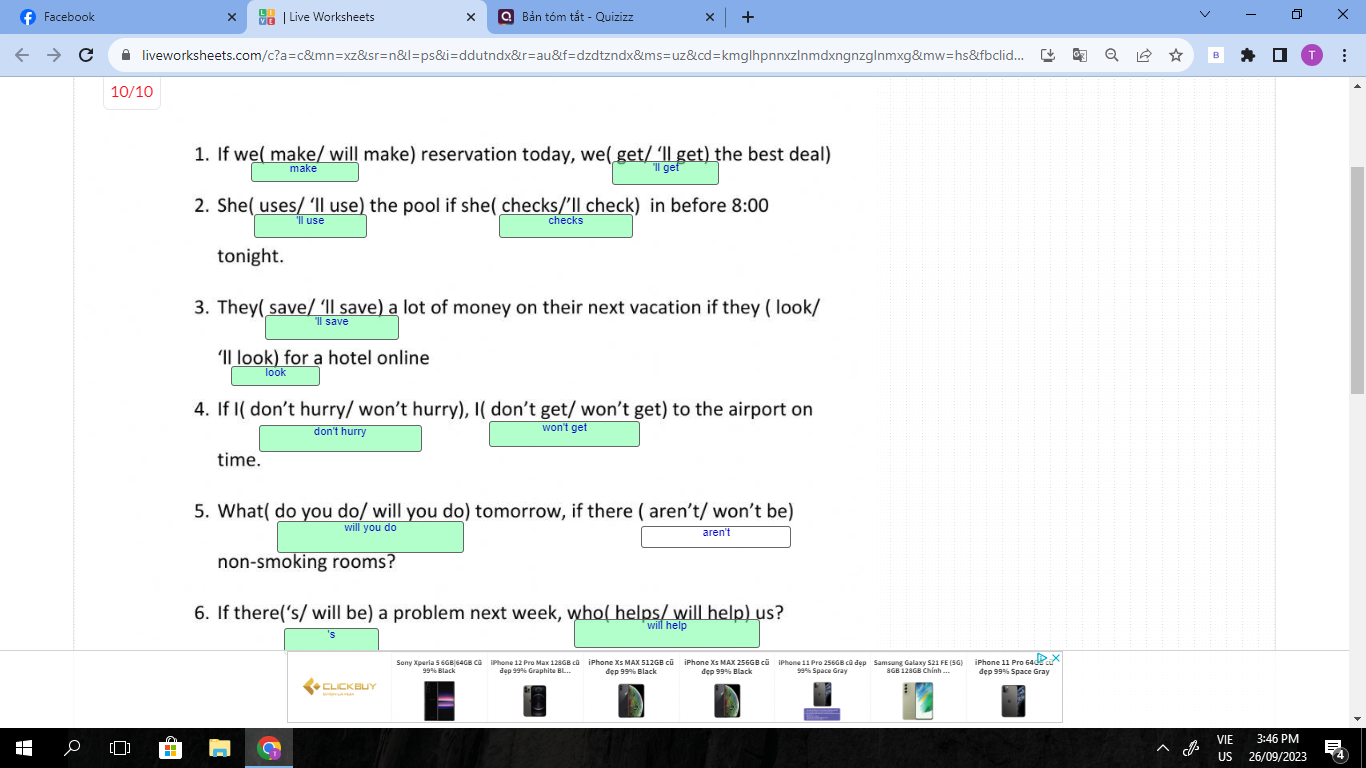 Facebook
LIVE | Live Worksheets
Q Bản tóm tắt - Quizizz
liveworksheets.com/c?a=c&mn=xz&sr=n&l=ps&i=ddutndx&r=au&f=dzdtzndx&ms=uz&cd=kmglhpnnxzlnmdxngnzglnmxg&mw=hs&fbclid... B T
10/10
1. If we( make/ will make) reservation today, we( get/ ‘ll get) the best deal)
make 'll get
2. She( uses/ ‘ll use) the pool if she( checks/’ll check) in before 8:00
'll use checks
tonight.
3. They( save/ ‘ll save) a lot of money on their next vacation if they ( look/
'll save
‘ll look) for a hotel online
look
4. If I( don’t hurry/ won’t hurry), I( don’t get/ won’t get) to the airport on
don't hurry won't get
time.
5. What( do you do/ will you do) tomorrow, if there ( aren’t/ won’t be)
will you do aren't
non-smoking rooms?
6. If there(‘s/ will be) a problem next week, who( helps/ will help) us?
's will help
CLICKBUY
Sony Xperia 5 6GB|64GB Cũ
99% Black
iPhone 12 Pro Max 128GB cũ
đẹp 99% Graphite Bl...
iPhone Xs MAX 512GB cũ
đẹp 99% Black
iPhone Xs MAX 256GB cũ
đẹp 99% Black
iPhone 11 Pro 256GB cũ đẹp
99% Space Gray
Samsung Galaxy S21 FE (5G)
8GB 128GB Chính ...
iPhone 11 Pro 64GB cũ
đẹp 99% Space Gray
VIE
US
3:46 PM
26/09/2023
4